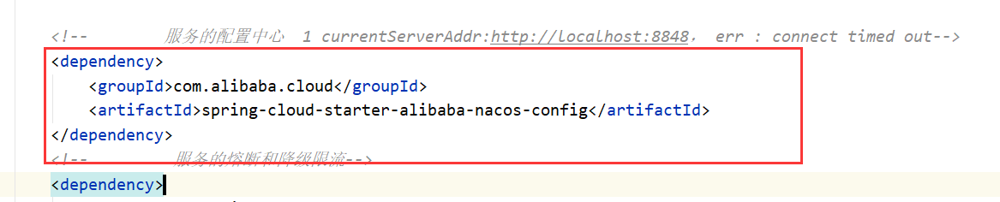 <!--        服务的配置中心  1 currentServerAddr:http://localhost:8848， err : connect timed out-->
<dependency>
    <groupId>com.alibaba.cloud</groupId>
    <artifactId>spring-cloud-starter-alibaba-nacos-config</artifactId>
</dependency>
<!--        服务的熔断和降级限流-->
<dependency>